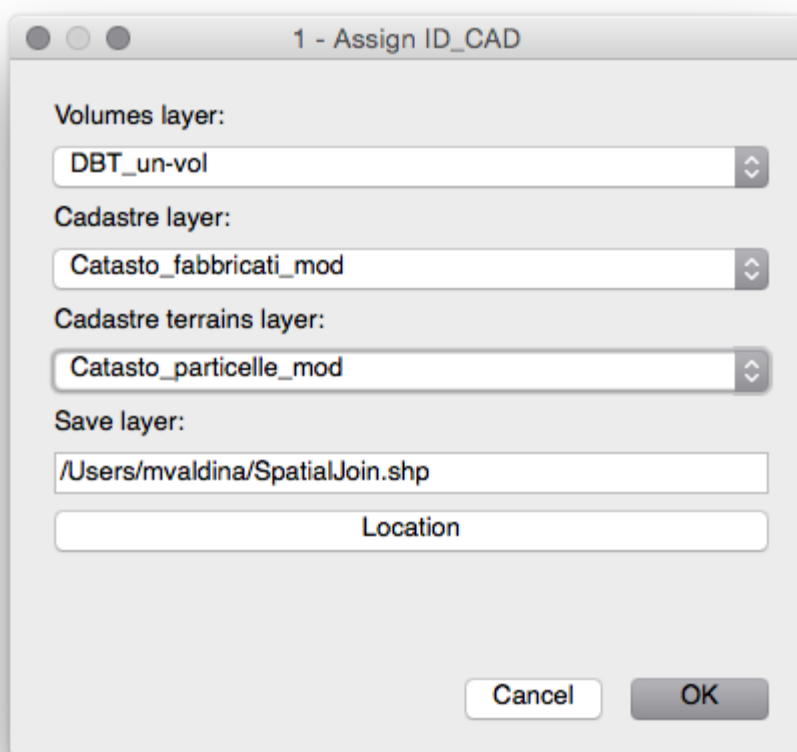 1 - Assign ID_CAD
Volumes layer:
DBT_un-vol
Cadastre layer:
Catasto_fabbricati_mod
Cadastre terrains layer:
Catasto_particelle_mod
Save layer:
/Users/mvaldina/SpatialJoin.shp
Location
Cancel OK